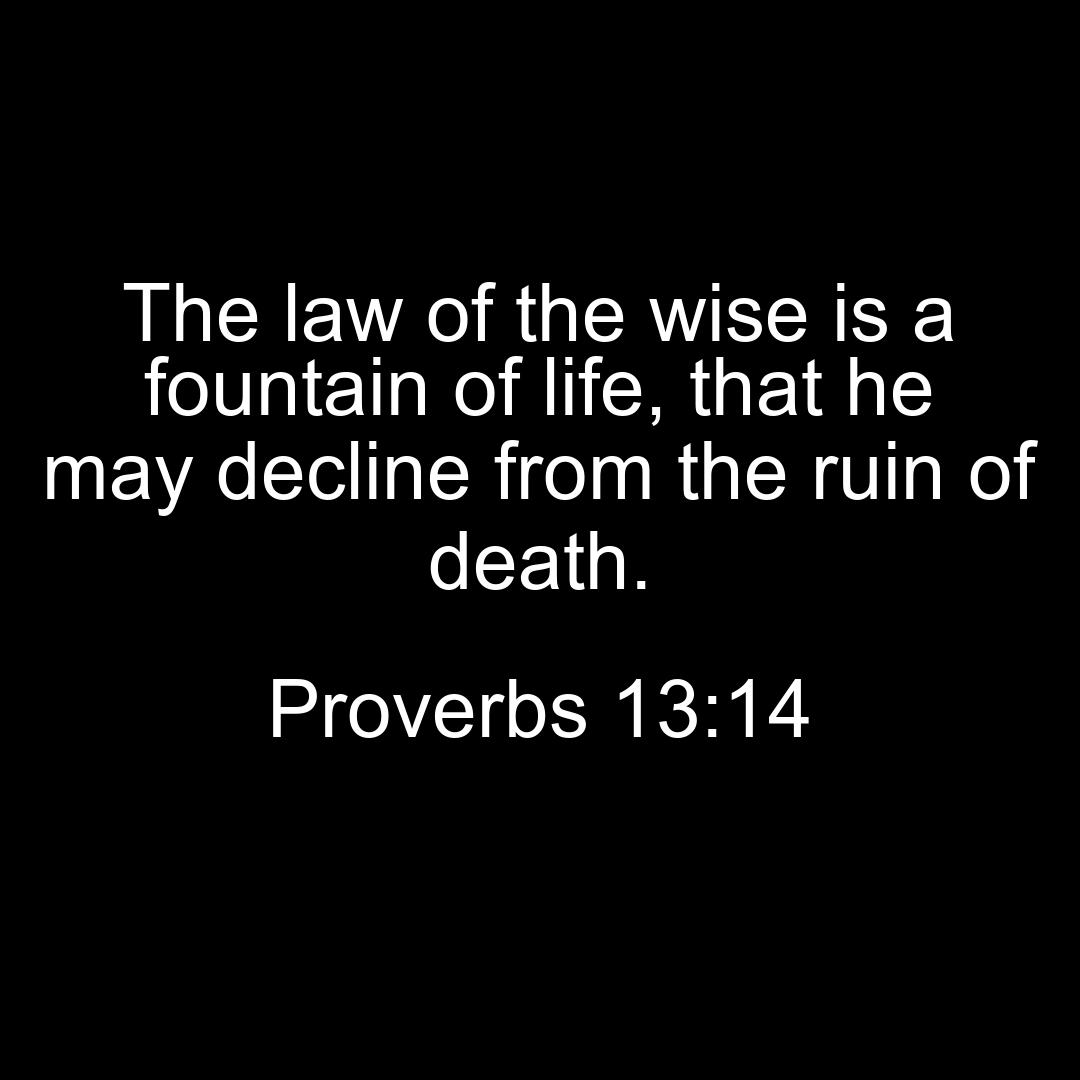 The law of the wise is a
fountain of life, that he
may decline from the ruin of
death.
Proverbs 13:14